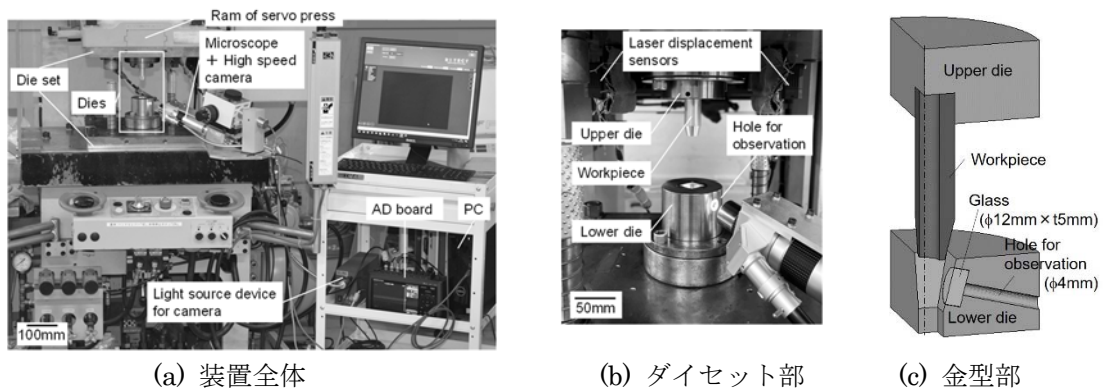 Ram of servo press
Microscope
+ High speed
camera
Die set
Dies
AD board
PC
Light source device
for camera
100mm
(a) 装置全体
Laser displacement
sensors
Upper die
Hole for
observation
Workpiece
Lower die
50mm
(b) ダイセット部
Upper die
Workpiece
Glass
(ϕ12mm×t5mm)
Hole for
observation
(ϕ4mm)
Lower die
(c) 金型部